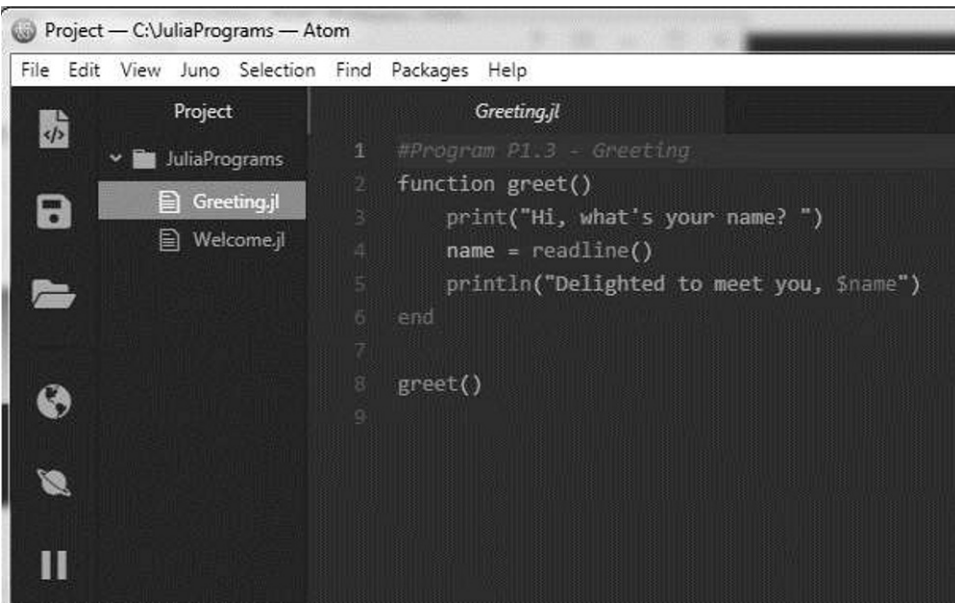 Project — C:\JuliaPrograms — Atom
File Edit View Juno Selection Find Packages Help
Project
JuliaPrograms
Greeting.jl
Welcome.jl
Greeting.jl
1 #Program P1.3 - Greeting
2 function greet()
3 print("Hi, what's your name? ")
4 name = readline()
5 println("Delighted to meet you, $name")
6 end
7
8 greet()
9